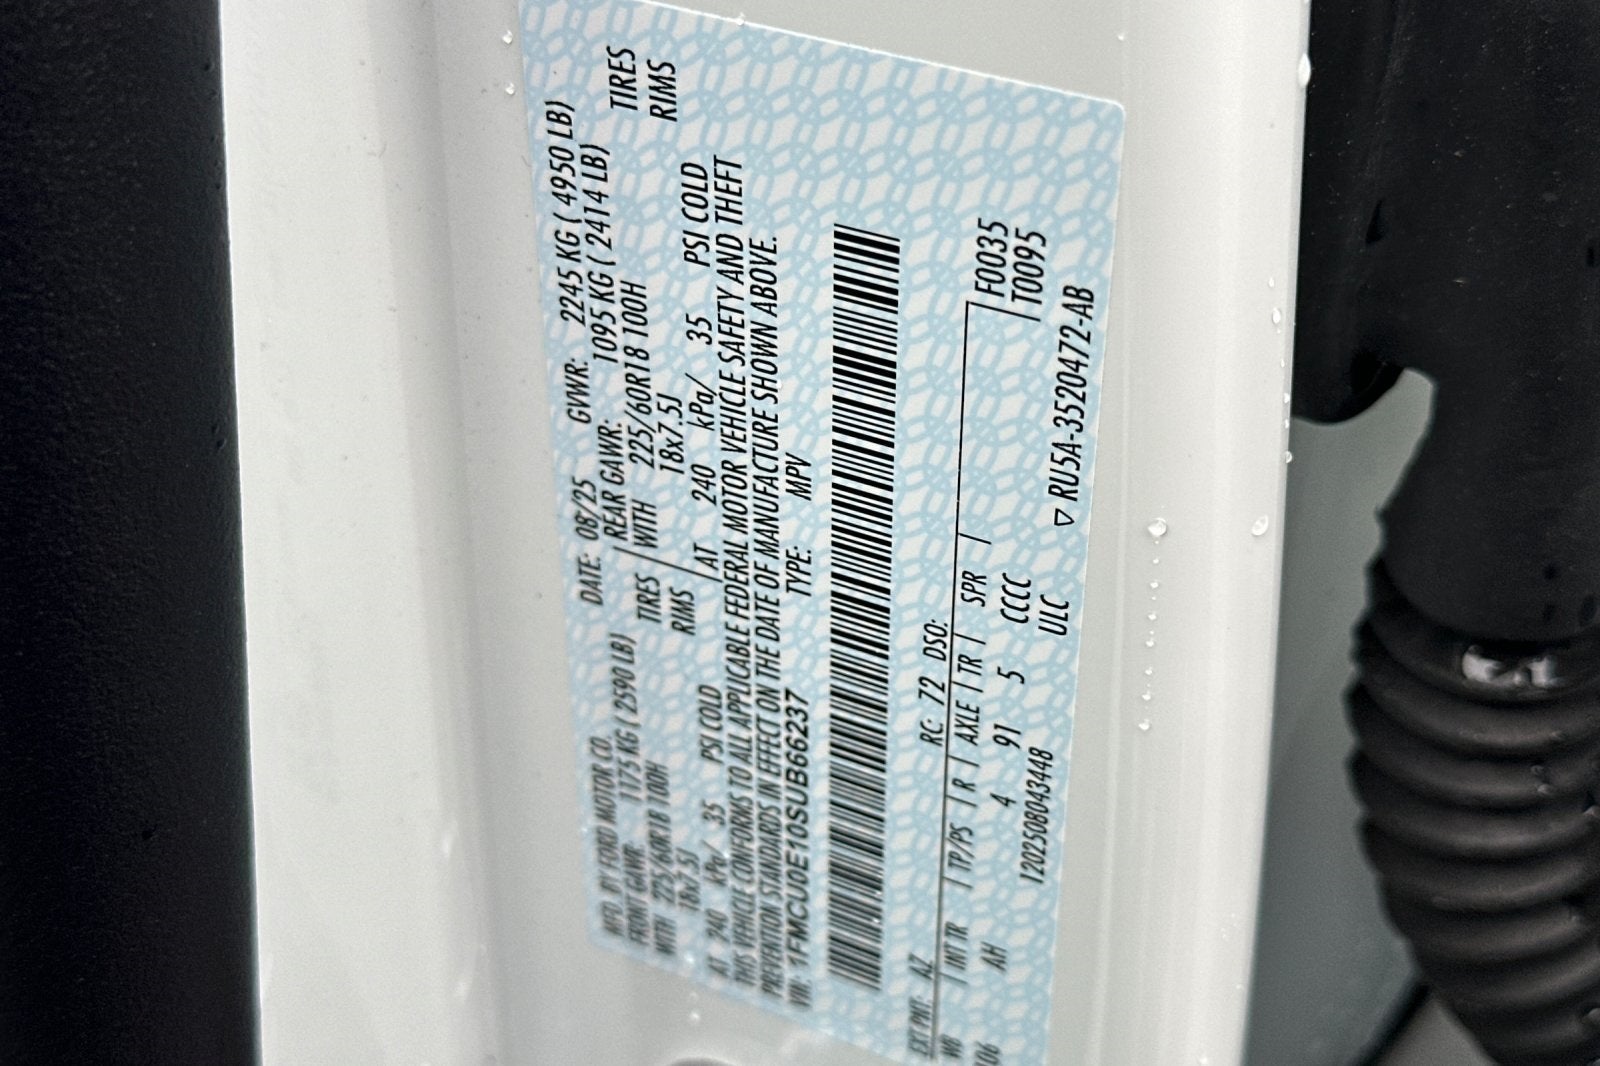 MFD. BY FORD MOTOR CO.
DATE: 08/25 GVWR: 2245 KG ( 4950 LB)
FRONT GAWR: 1175 KG ( 2590 LB)
REAR GAWR: 1095 KG ( 2414 LB)
WITH 225/60R18 100H TIRES
WITH 225/60R18 100H TIRES
18x7.5J RIMS
18x7.5J RIMS
AT 240 kPa/ 35 PSI COLD
AT 240 kPa/ 35 PSI COLD
THIS VEHICLE CONFORMS TO ALL APPLICABLE FEDERAL MOTOR VEHICLE SAFETY AND THEFT
PREVENTION STANDARDS IN EFFECT ON THE DATE OF MANUFACTURE SHOWN ABOVE.
VIN: 1FMCU0E10SUB66237 TYPE: MPV
EXT PNT: AZ RC: 72 DSO:
WB | INT TR | TP/PS | R | AXLE | TR | SPR | F0035
106 AH 4 91 5 CCCC T0095
1202508043448 ULC ▽ RU5A-3520472-AB